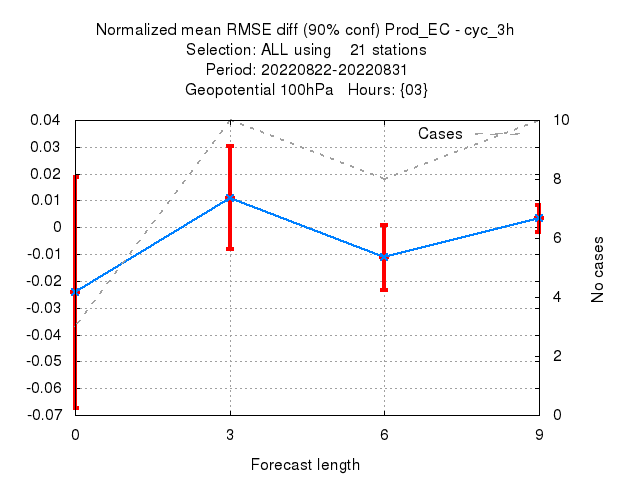 Normalized mean RMSE diff (90% conf) Prod_EC - cyc_3h
Selection: ALL using    21 stations
Period: 20220822-20220831
Geopotential 100hPa   Hours: {03}
Cases
0.04
0.03
0.02
0.01
0
-0.01
-0.02
-0.03
-0.04
-0.05
-0.06
-0.07
10
8
6
4
2
0
No cases
0 3 6 9
Forecast length